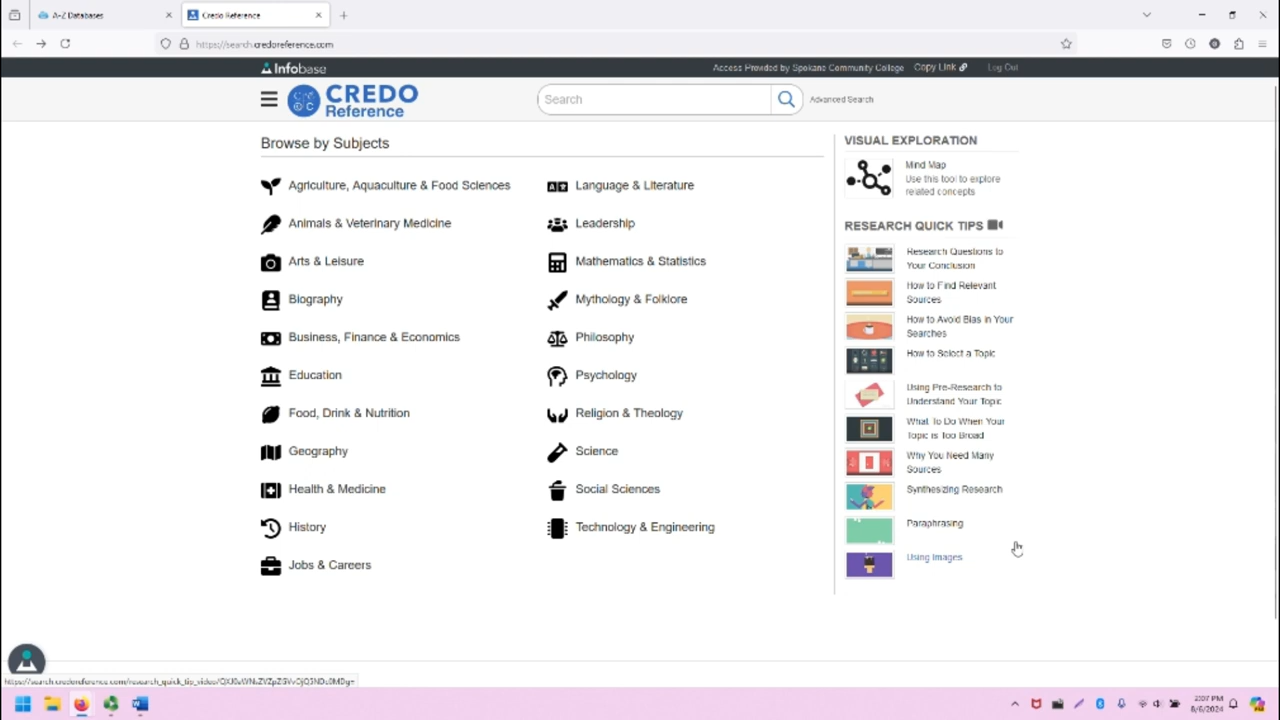 A-Z Databases
Credo Reference
https://search.credoreference.com
Infobase
Access Provided by Spokane Community College
Copy Link
Log Out
CREDO
Reference
Search
Advanced Search
Browse by Subjects
Agriculture, Aquaculture & Food Sciences
Animals & Veterinary Medicine
Arts & Leisure
Biography
Business, Finance & Economics
Education
Food, Drink & Nutrition
Geography
Health & Medicine
History
Jobs & Careers
Language & Literature
Leadership
Mathematics & Statistics
Mythology & Folklore
Philosophy
Psychology
Religion & Theology
Science
Social Sciences
Technology & Engineering
VISUAL EXPLORATION
Mind Map
Use this tool to explore
related concepts
RESEARCH QUICK TIPS
Research Questions to
Your Conclusion
How to Find Relevant
Sources
How to Avoid Bias in Your
Searches
How to Select a Topic
Using Pre-Research to
Understand Your Topic
What To Do When Your
Topic is Too Broad
Why You Need Many
Sources
Synthesizing Research
Paraphrasing
Using Images
2:07 PM
8/6/2024